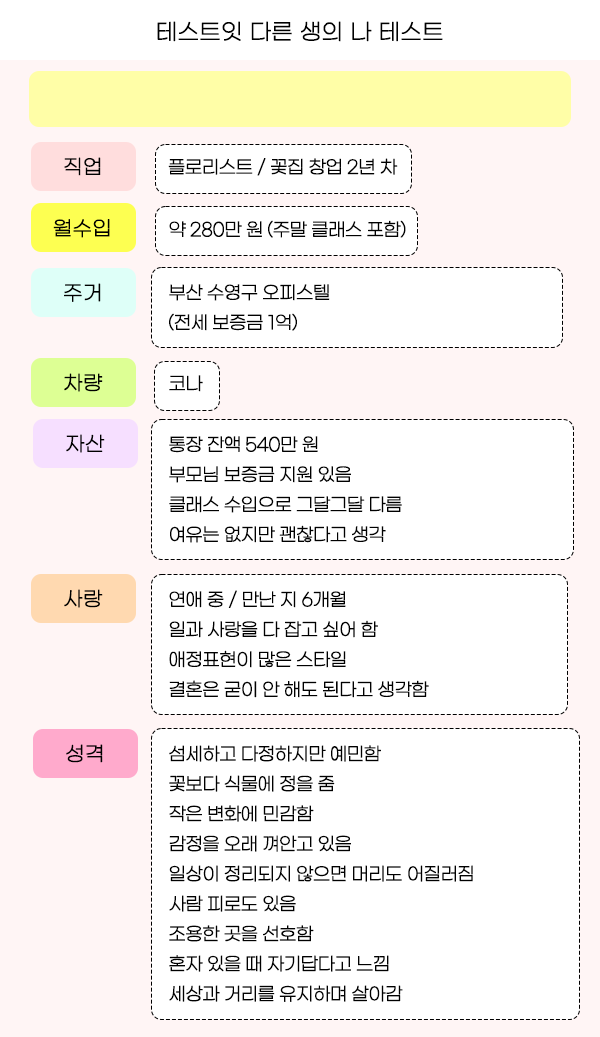 테스트잇 다른 생의 나 테스트
직업
플로리스트 / 꽃집 창업 2년 차
월수입
약 280만 원 (주말 클래스 포함)
주거
부산 수영구 오피스텔
(전세 보증금 1억)
차량
코나
자산
통장 잔액 540만 원
부모님 보증금 지원 있음
클래스 수입으로 그달그달 다름
여유는 없지만 괜찮다고 생각
사랑
연애 중 / 만난 지 6개월
일과 사랑을 다 잡고 싶어 함
애정표현이 많은 스타일
결혼은 굳이 안 해도 된다고 생각함
성격
섬세하고 다정하지만 예민함
꽃보다 식물에 정을 줌
작은 변화에 민감함
감정을 오래 껴안고 있음
일상이 정리되지 않으면 머리도 어질러짐
사람 피로도 있음
조용한 곳을 선호함
혼자 있을 때 자기답다고 느낌
세상과 거리를 유지하며 살아감